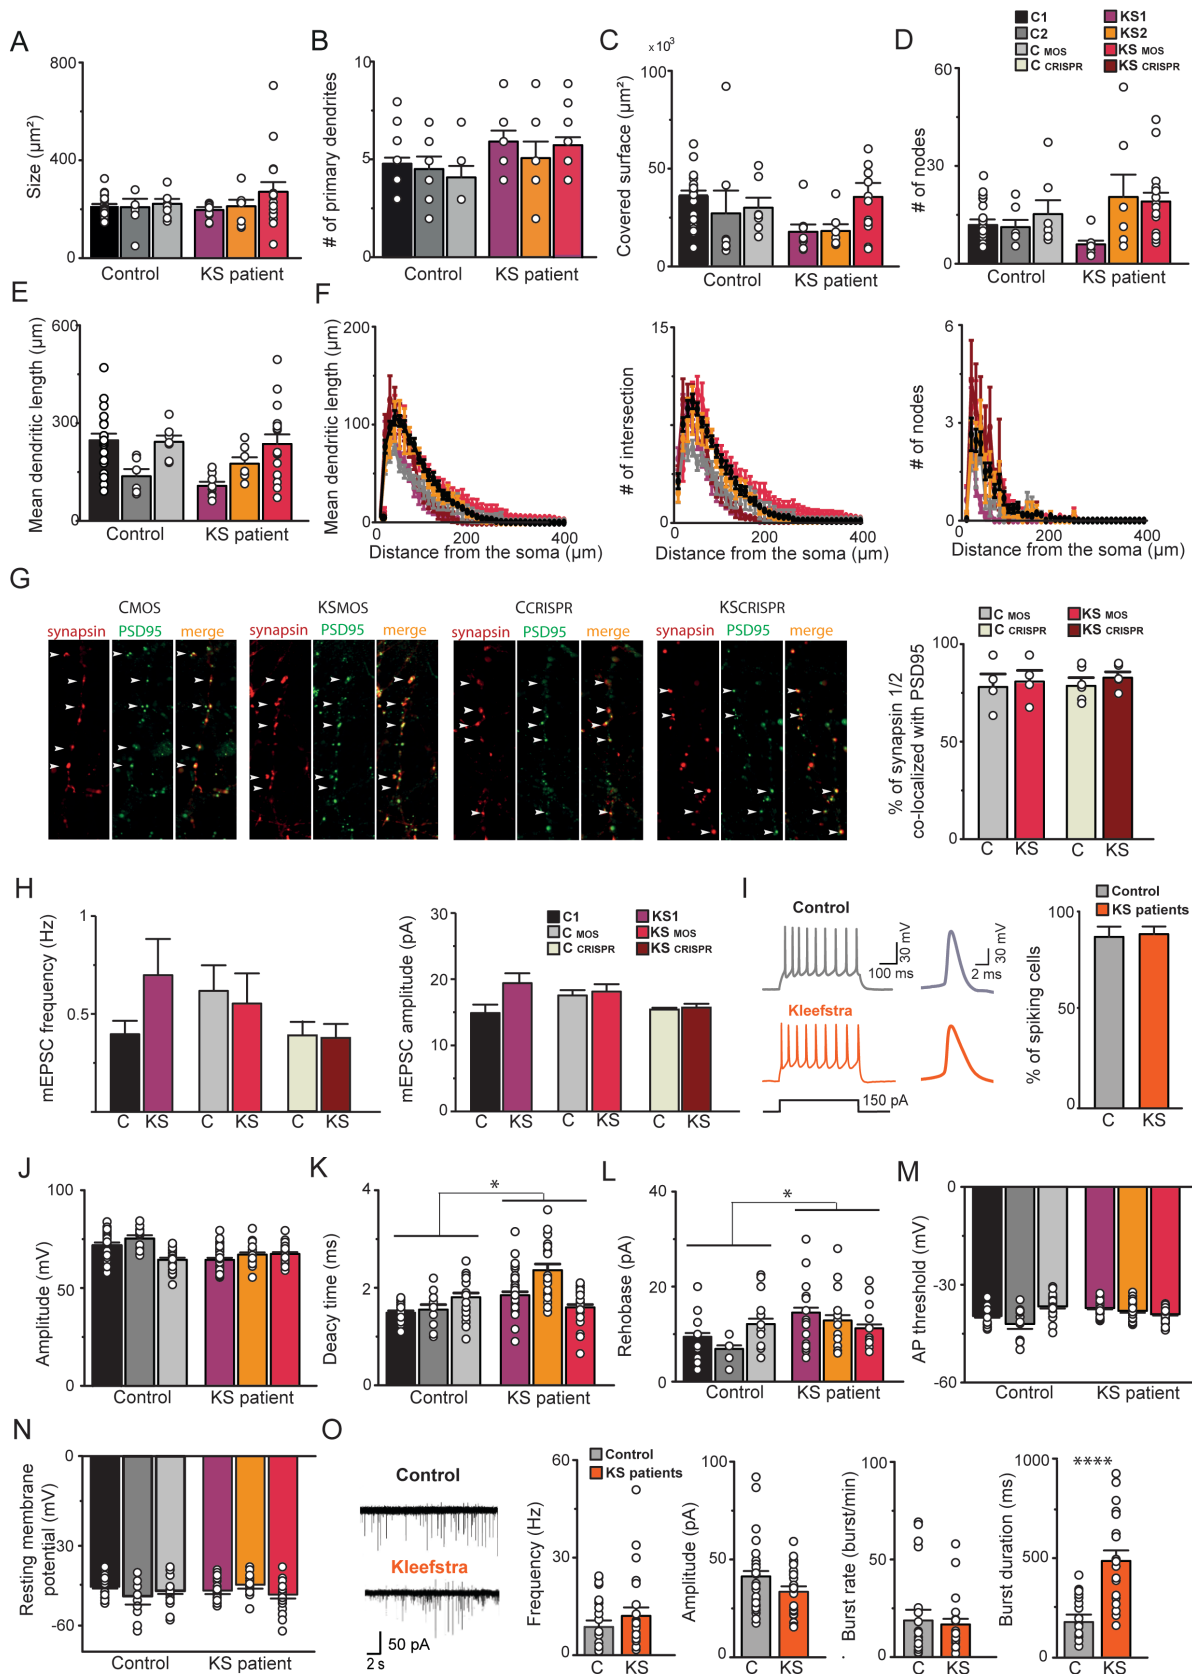 C1
C2
C MOS
C CRISPR
KS1
KS2
KS MOS
KS CRISPR
A
Size (µm²)
800
400
0
Control
KS patient
B
# of primary dendrites
10
5
0
Control
KS patient
C
x 10³
Covered surface (µm²)
100
50
0
Control
KS patient
D
# of nodes
60
30
0
Control
KS patient
E
Mean dendritic length (µm)
600
300
0
Control
KS patient
F
Mean dendritic length (µm)
200
100
0
0
200
400
Distance from the soma (µm)
# of intersection
15
0
0
200
400
Distance from the soma (µm)
# of nodes
6
3
0
0
200
400
Distance from the soma (µm)
G
CMOS
KSMOS
CCRISPR
KSCRISPR
synapsin PSD95 merge
synapsin PSD95 merge
synapsin PSD95 merge
synapsin PSD95 merge
C MOS
C CRISPR
KS MOS
KS CRISPR
% of synapsin 1/2
co-localized with PSD95
100
50
0
C KS C KS
H
mEPSC frequency (Hz)
1
0.5
0
C KS C KS C KS
mEPSC amplitude (pA)
30
15
0
C1
C MOS
C CRISPR
KS1
KS MOS
KS CRISPR
C KS C KS C KS
I
Control
30 mV
100 ms
30 mV
2 ms
Kleefstra
150 pA
Control
KS patients
% of spiking cells
100
50
0
C KS
J
Amplitude (mV)
100
50
0
Control
KS patient
K
Deacy time (ms)
4
2
0
*
Control
KS patient
L
Rehobase (pA)
40
20
0
*
Control
KS patient
M
AP threshold (mV)
0
-30
-60
Control
KS patient
N
Resting membrane
potential (mV)
0
30
-60
Control
KS patient
O
Control
Kleefstra
50 pA
2 s
Control
KS patients
Frequency (Hz)
60
30
0
C KS
Amplitude (pA)
100
50
0
C KS
Burst rate (burst/min)
100
50
0
C KS
Burst duration (ms)
1000
500
0
****
C KS